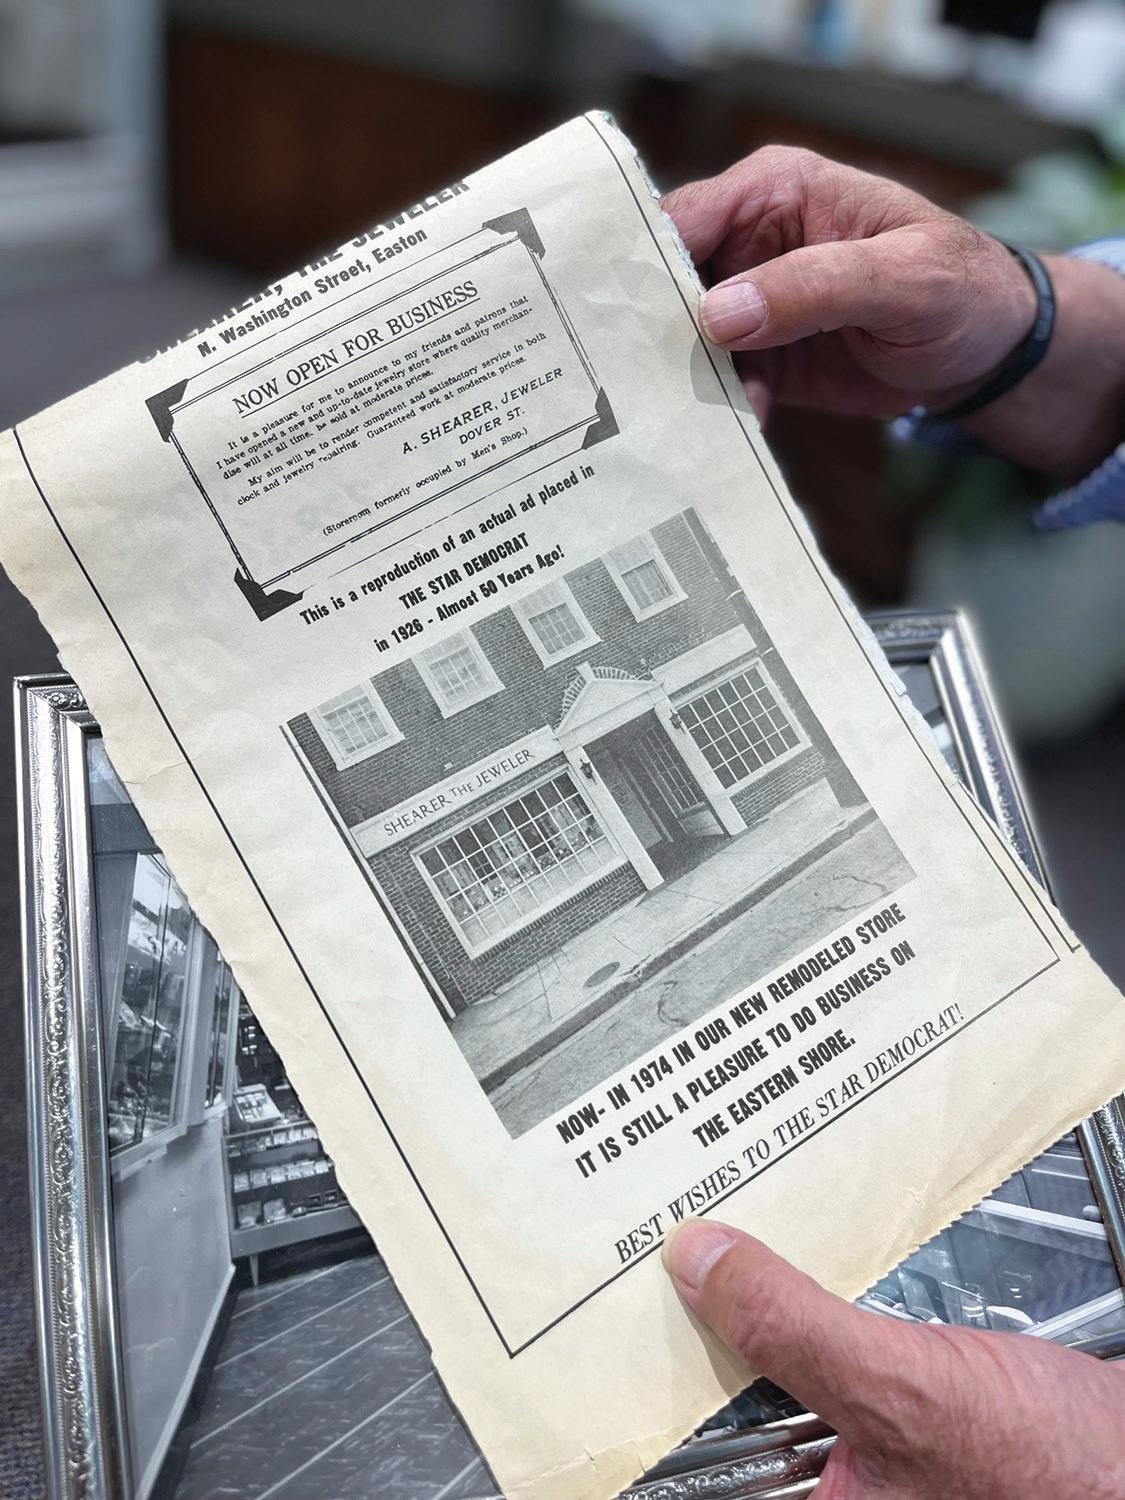 SHEARER, THE JEWELER
N. Washington Street, Easton
NOW OPEN FOR BUSINESS
It is a pleasure for me to announce to my friends and patrons that
I have opened a new and up-to-date jewelry store where quality merchan-
dise will at all time. be sold at moderate prices.
My aim will be to render competent and satisfactory service in both
clock and jewelry repairing. Guaranteed work at moderate prices.
A. SHEARER, JEWELER
DOVER ST.
(Storeroom formerly occupied by Men's Shop.)
This is a reproduction of an actual ad placed in
THE STAR DEMOCRAT
in 1926 - Almost 50 Years Ago!
SHEARER THE JEWELER
NOW- IN 1974 IN OUR NEW REMODELED STORE
IT IS STILL A PLEASURE TO DO BUSINESS ON
THE EASTERN SHORE.
BEST WISHES TO THE STAR DEMOCRAT!